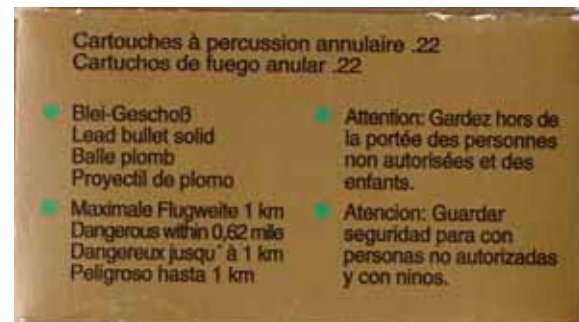 Cartouches à percussion annulaire .22
Cartuchos de fuego anular .22
Blei-Geschoß
Lead bullet solid
Balle plomb
Proyectil de plomo
Maximale Flugweite 1 km
Dangerous within 0,62 mile
Dangereux jusqu´ à 1 km
Peligroso hasta 1 km
Attention: Gardez hors de
la portée des personnes
non autorisées et des
enfants.
Atencion: Guardar
seguridad para con
personas no autorizadas
y con ninos.